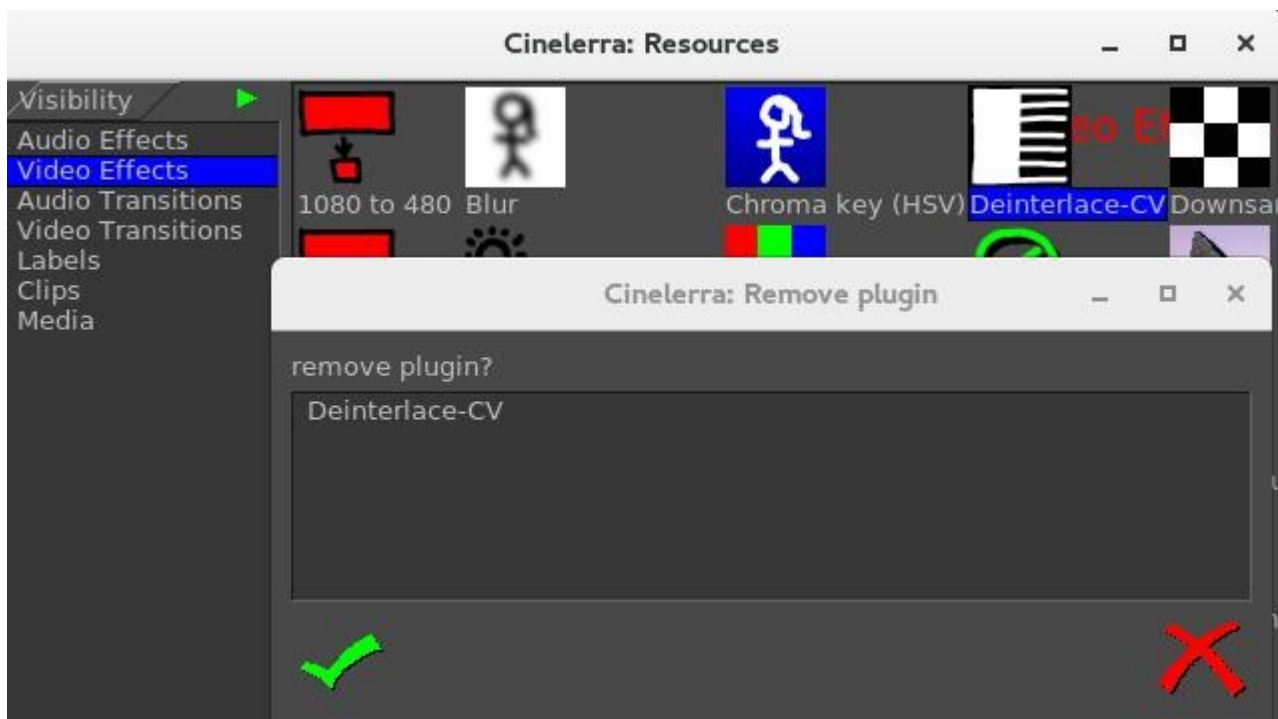 Cinelerra: Resources
Visibility
Audio Effects
Video Effects
Audio Transitions
Video Transitions
Labels
Clips
Media
1080 to 480 Blur Chroma key (HSV) Deinterlace-CV
Cinelerra: Remove plugin
remove plugin?
Deinterlace-CV